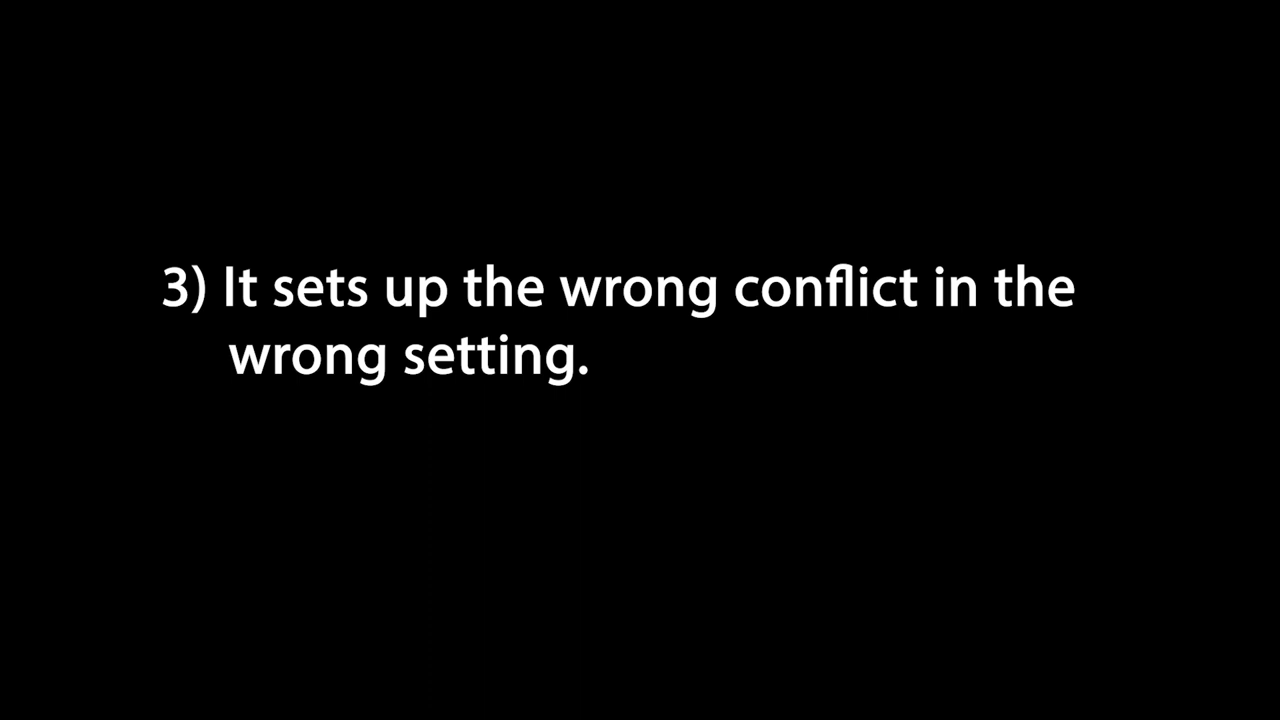 3) It sets up the wrong conflict in the
wrong setting.